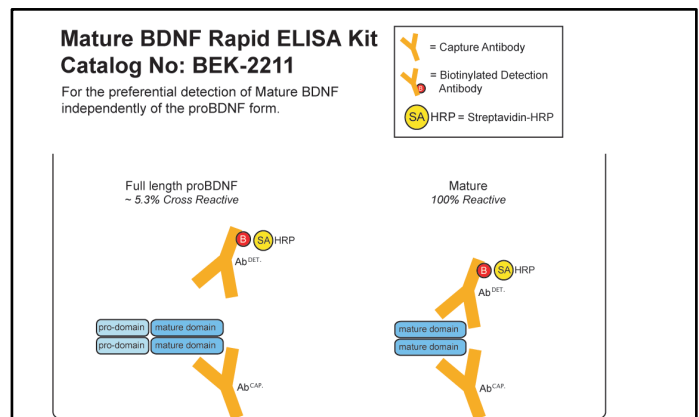 Mature BDNF Rapid ELISA Kit
Catalog No: BEK-2211
For the preferential detection of Mature BDNF
independently of the proBDNF form.
= Capture Antibody
B
= Biotinylated Detection
Antibody
SA HRP = Streptavidin-HRP
Full length proBDNF
~ 5.3% Cross Reactive
B SA HRP
Ab^DET.
pro-domain mature domain
pro-domain mature domain
Ab^CAP.
Mature
100% Reactive
B SA HRP
Ab^DET.
mature domain
mature domain
Ab^CAP.